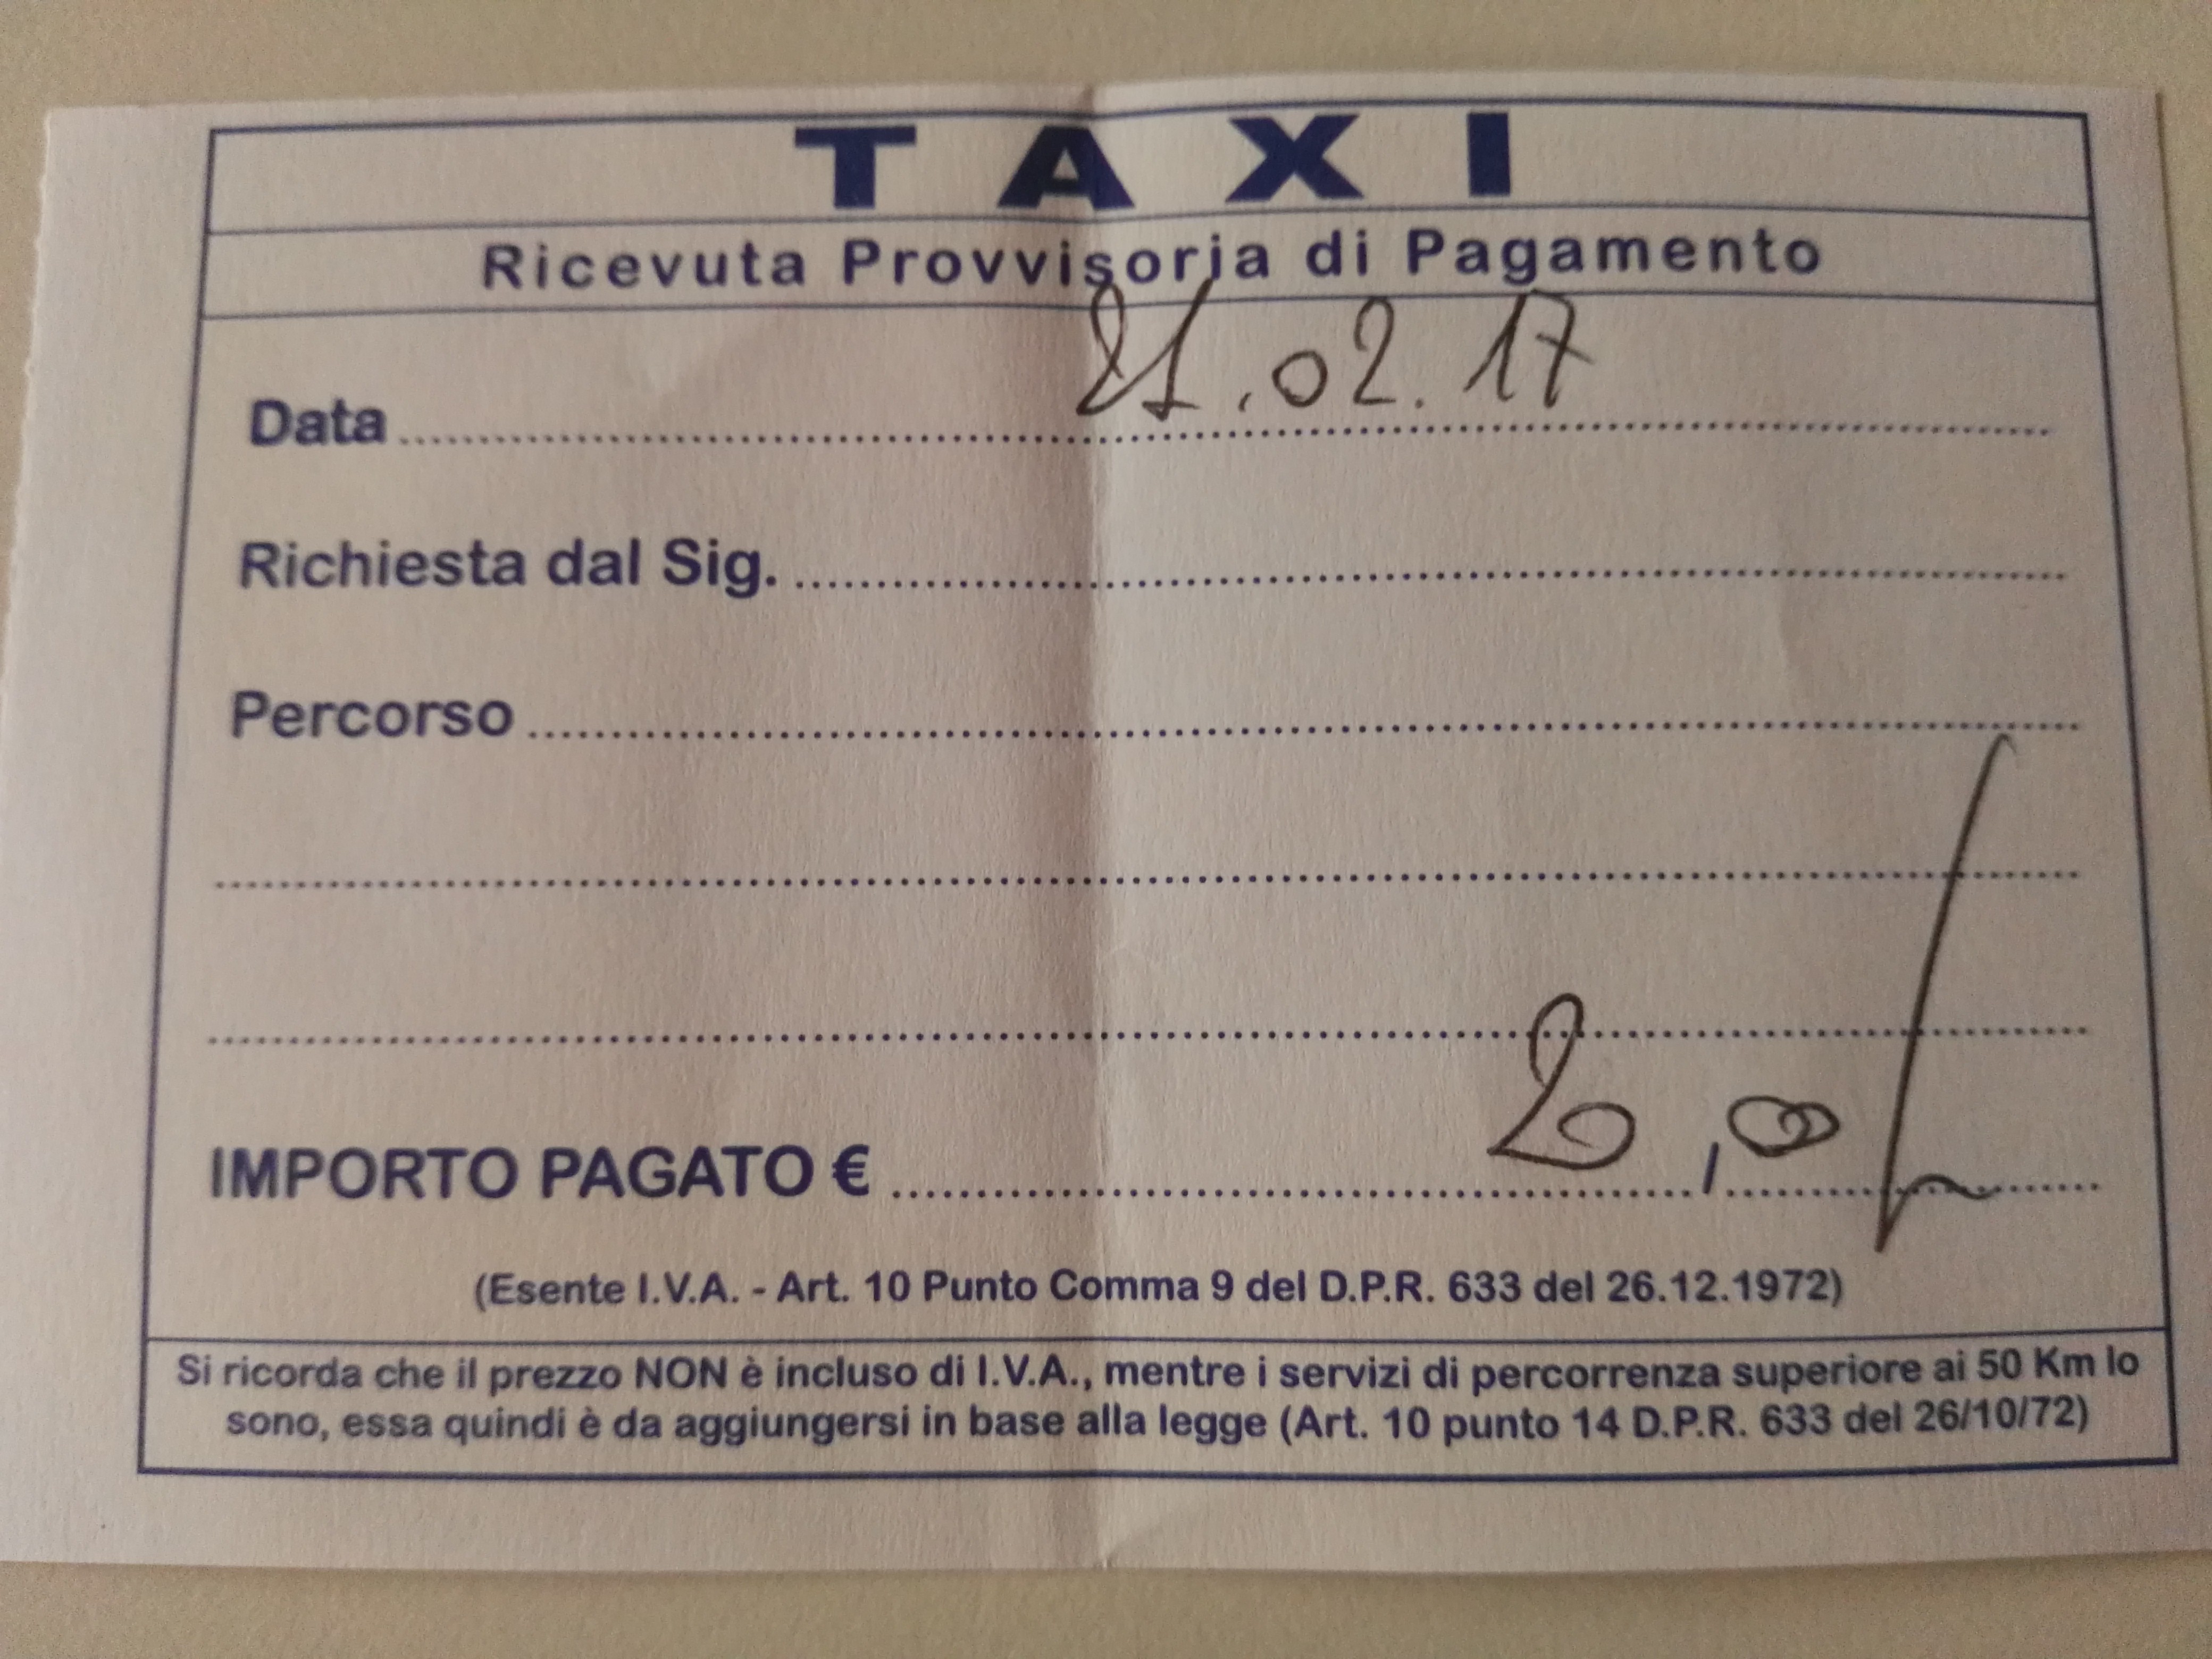 TAXI
Ricevuta Provvisoria di Pagamento
Data 21.02.17
Richiesta dal Sig.
Percorso
IMPORTO PAGATO € 20,00
(Esente I.V.A. - Art. 10 Punto Comma 9 del D.P.R. 633 del 26.12.1972)
Si ricorda che il prezzo NON è incluso di I.V.A., mentre i servizi di percorrenza superiore ai 50 Km lo
sono, essa quindi è da aggiungersi in base alla legge (Art. 10 punto 14 D.P.R. 633 del 26/10/72)